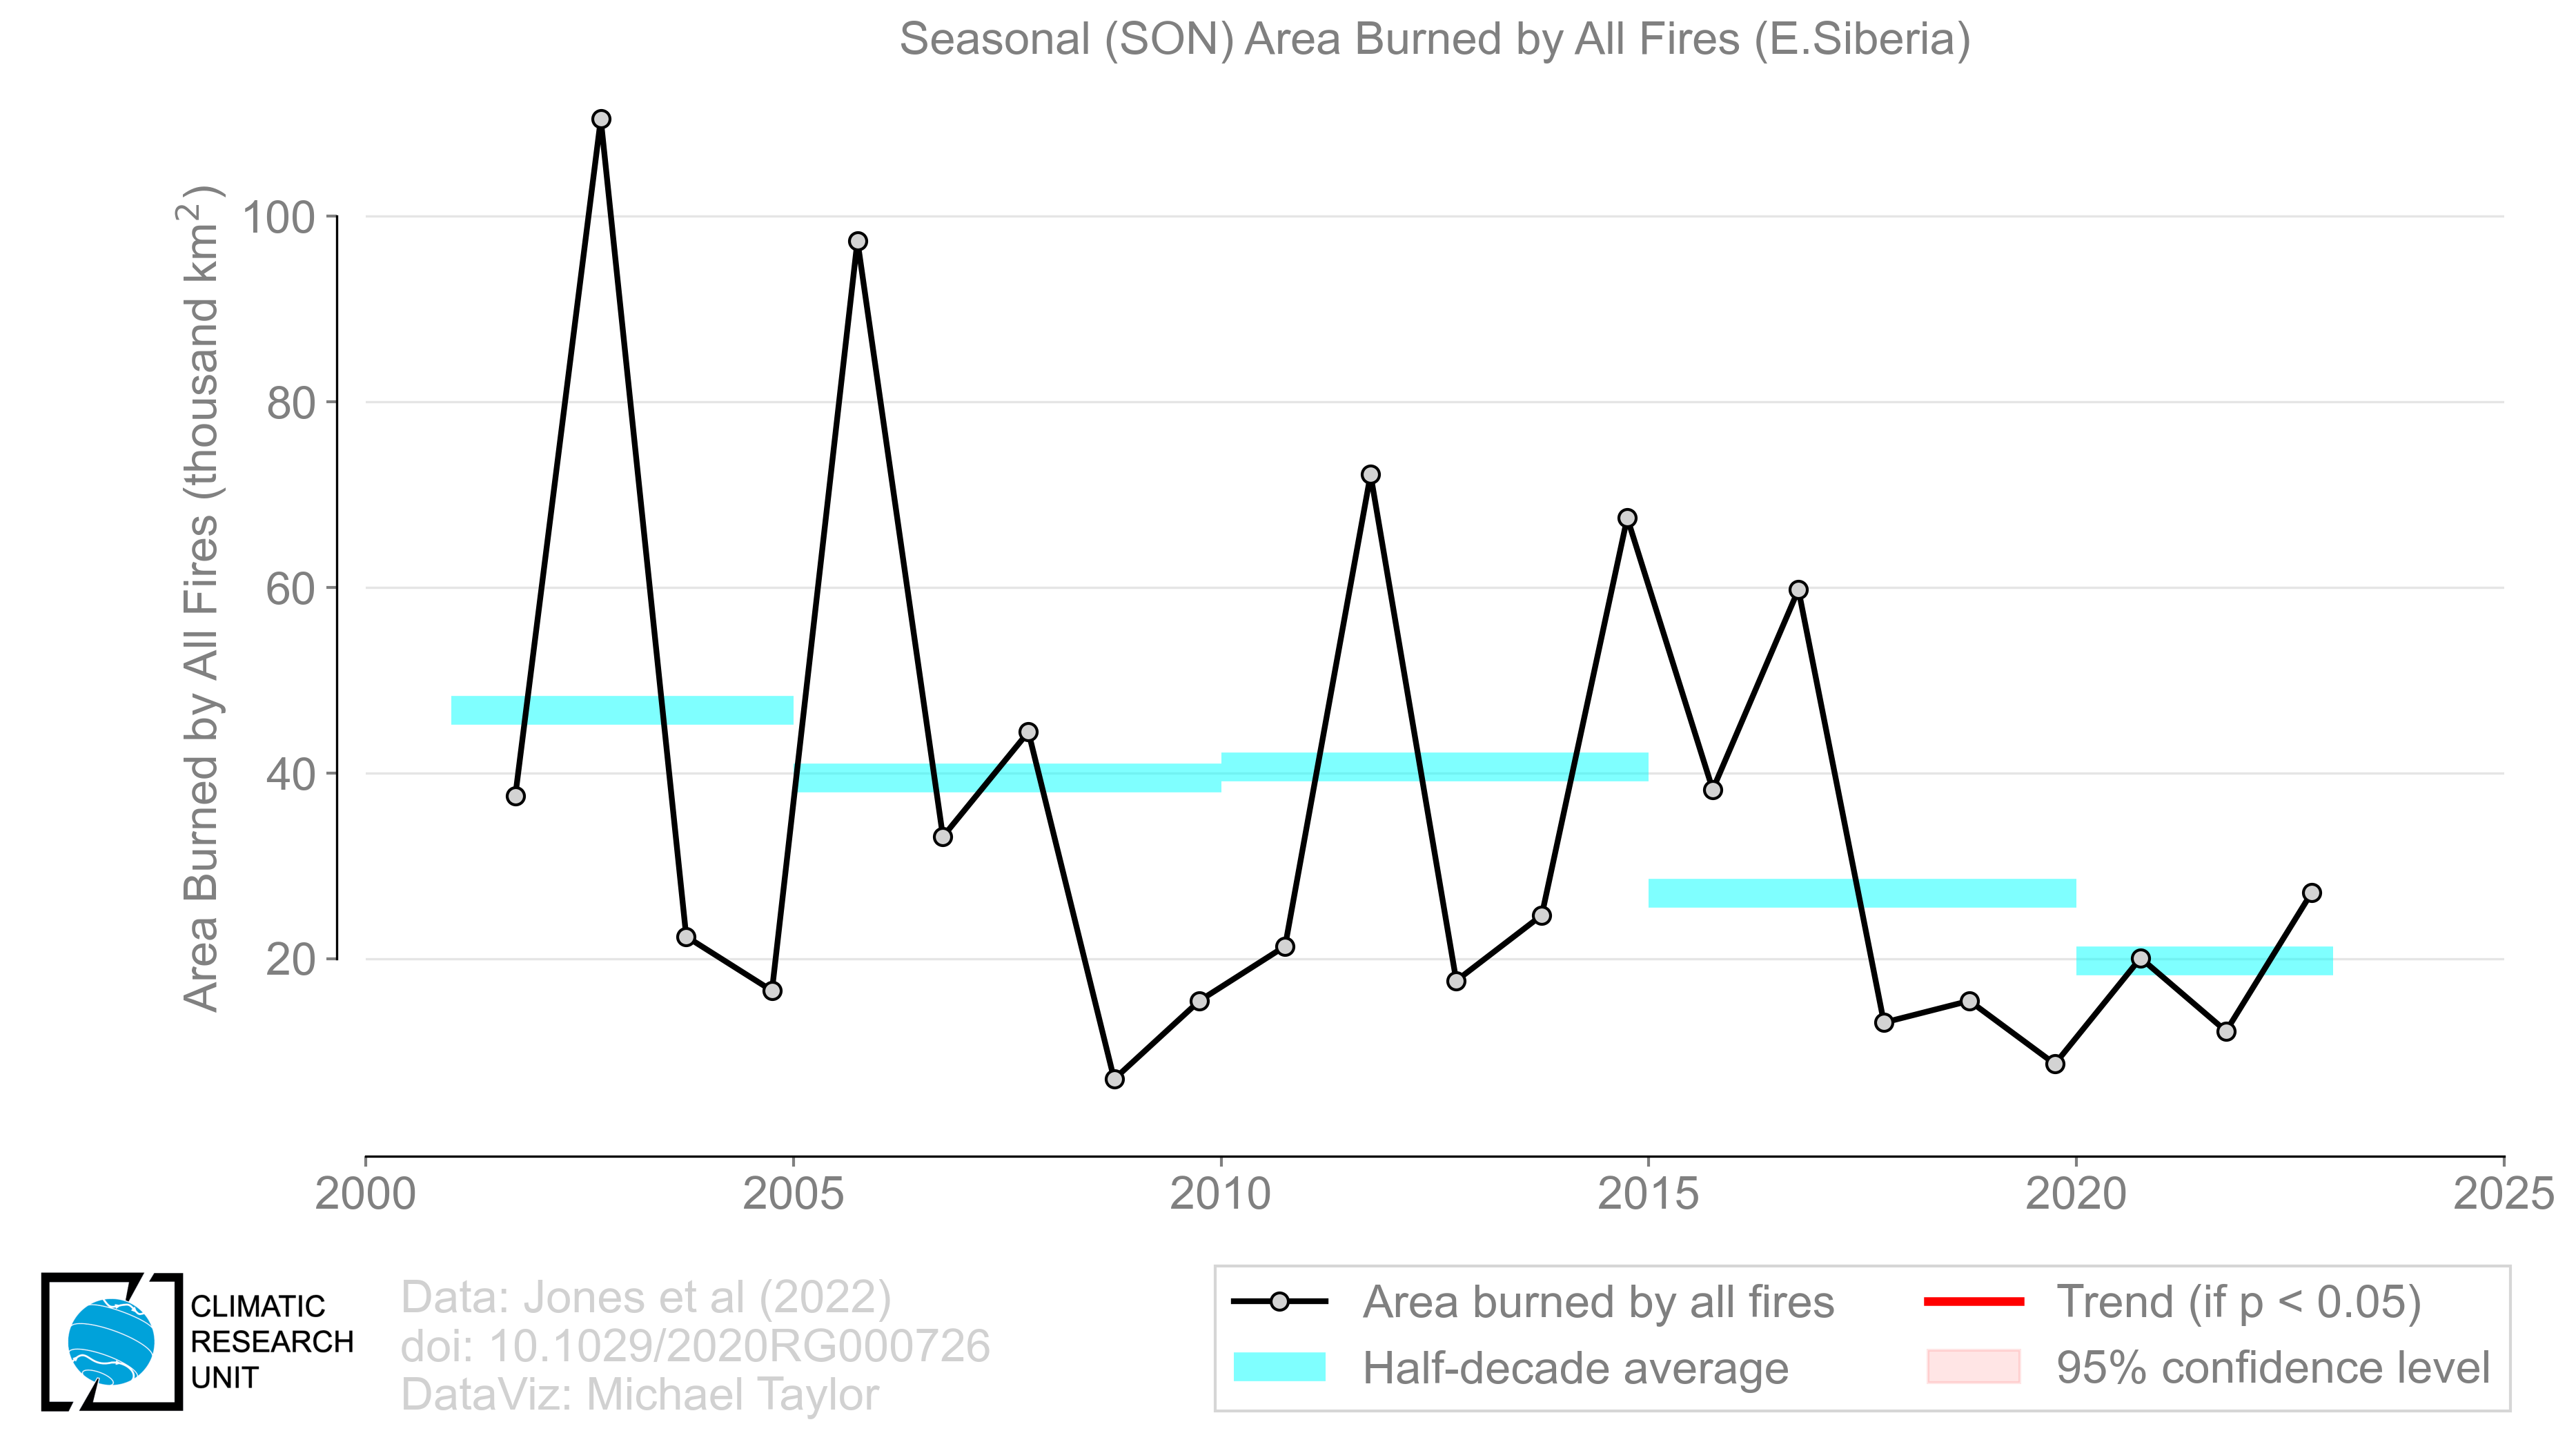 Seasonal (SON) Area Burned by All Fires (E.Siberia)
Area Burned by All Fires (thousand km²)
100
80
60
40
20
2000 2005 2010 2015 2020 2025
CLIMATIC
RESEARCH
UNIT
Data: Jones et al (2022)
doi: 10.1029/2020RG000726
DataViz: Michael Taylor
Area burned by all fires
Half-decade average
Trend (if p < 0.05)
95% confidence level